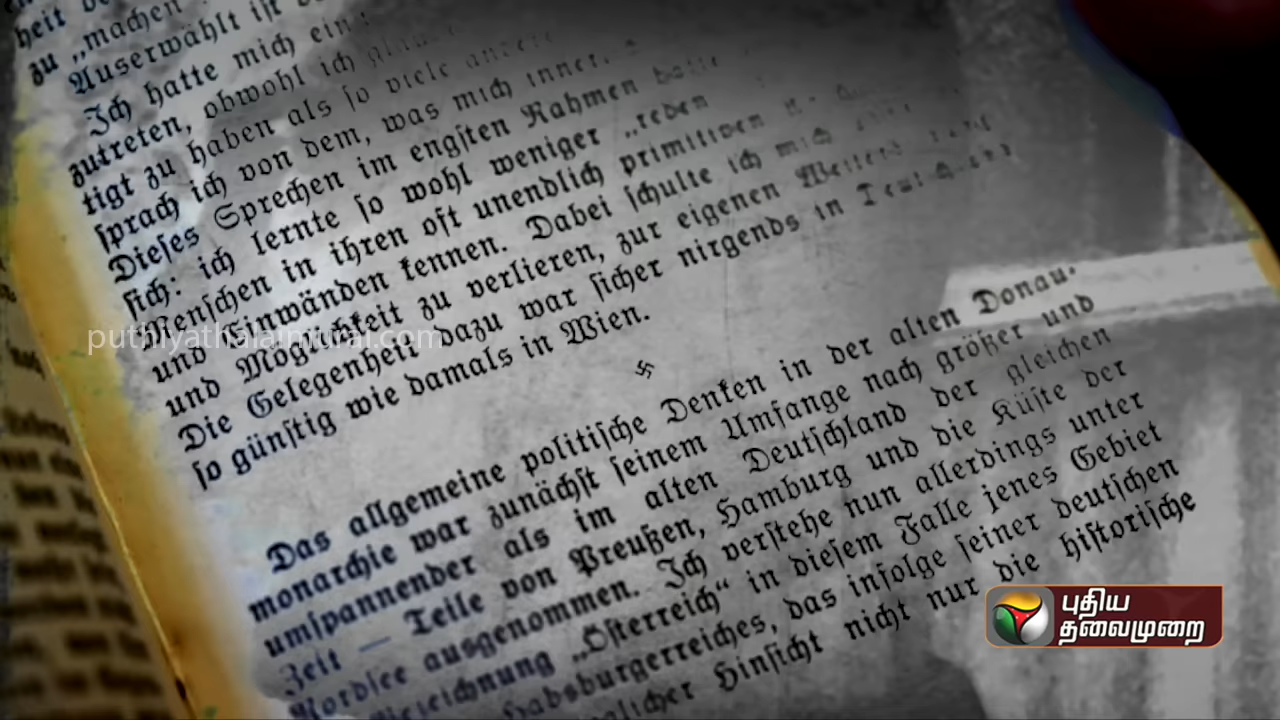 heit
zu „machen
Auserwählt ist
Ich hatte mich
zutreten, obwohl ich
tigt zu haben als so viele andere
sprach ich von dem, was mich
Dieses Sprechen im engsten Rahmen
sich: ich lernte so wohl weniger „reden
Menschen in ihren oft unendlich primitiven
und Einwänden kennen. Dabei schulte ich mich
und Möglichkeit zu verlieren, zur eigenen
Die Gelegenheit dazu war sicher nirgends in
so günstig wie damals in Wien.
卐
Das allgemeine politische Denken in der alten Donau-
monarchie war zunächst seinem Umfange nach größer und
umspannender als im alten Deutschland der gleichen
Zeit — Teile von Preußen, Hamburg und die Küste der
Nordsee ausgenommen. Ich verstehe nun allerdings unter
„Österreich“ in diesem Falle jenes Gebiet
Habsburgerreiches, das infolge seiner deutschen
Hinsicht nicht nur die historische
puthiyathalaimurai.com
புதிய
தலைமுறை